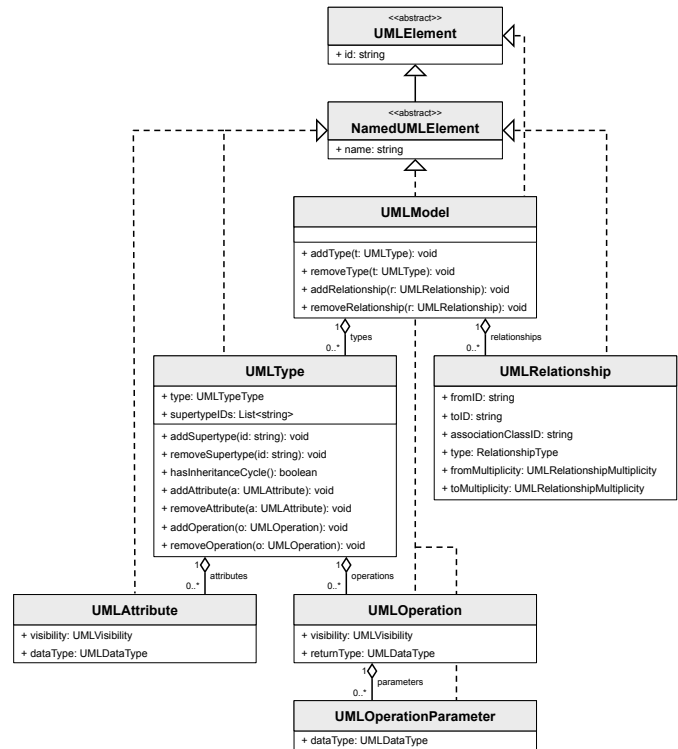 <<abstract>>
UMLElement
+ id: string
<<abstract>>
NamedUMLElement
+ name: string
UMLModel
+ addType(t: UMLType): void
+ removeType(t: UMLType): void
+ addRelationship(r: UMLRelationship): void
+ removeRelationship(r: UMLRelationship): void
1
types
0..*
1
relationships
0..*
UMLType
+ type: UMLTypeType
+ supertypeIDs: List<string>
+ addSupertype(id: string): void
+ removeSupertype(id: string): void
+ hasInheritanceCycle(): boolean
+ addAttribute(a: UMLAttribute): void
+ removeAttribute(a: UMLAttribute): void
+ addOperation(o: UMLOperation): void
+ removeOperation(o: UMLOperation): void
UMLRelationship
+ fromID: string
+ toID: string
+ associationClassID: string
+ type: RelationshipType
+ fromMultiplicity: UMLRelationshipMultiplicity
+ toMultiplicity: UMLRelationshipMultiplicity
1
attributes
0..*
1
operations
0..*
UMLAttribute
+ visibility: UMLVisibility
+ dataType: UMLDataType
UMLOperation
+ visibility: UMLVisibility
+ returnType: UMLDataType
1
parameters
0..*
UMLOperationParameter
+ dataType: UMLDataType